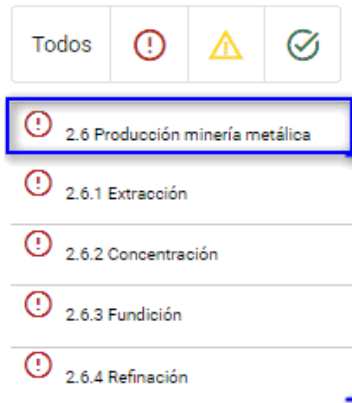 Todos
2.6 Producción minería metálica
2.6.1 Extracción
2.6.2 Concentración
2.6.3 Fundición
2.6.4 Refinación